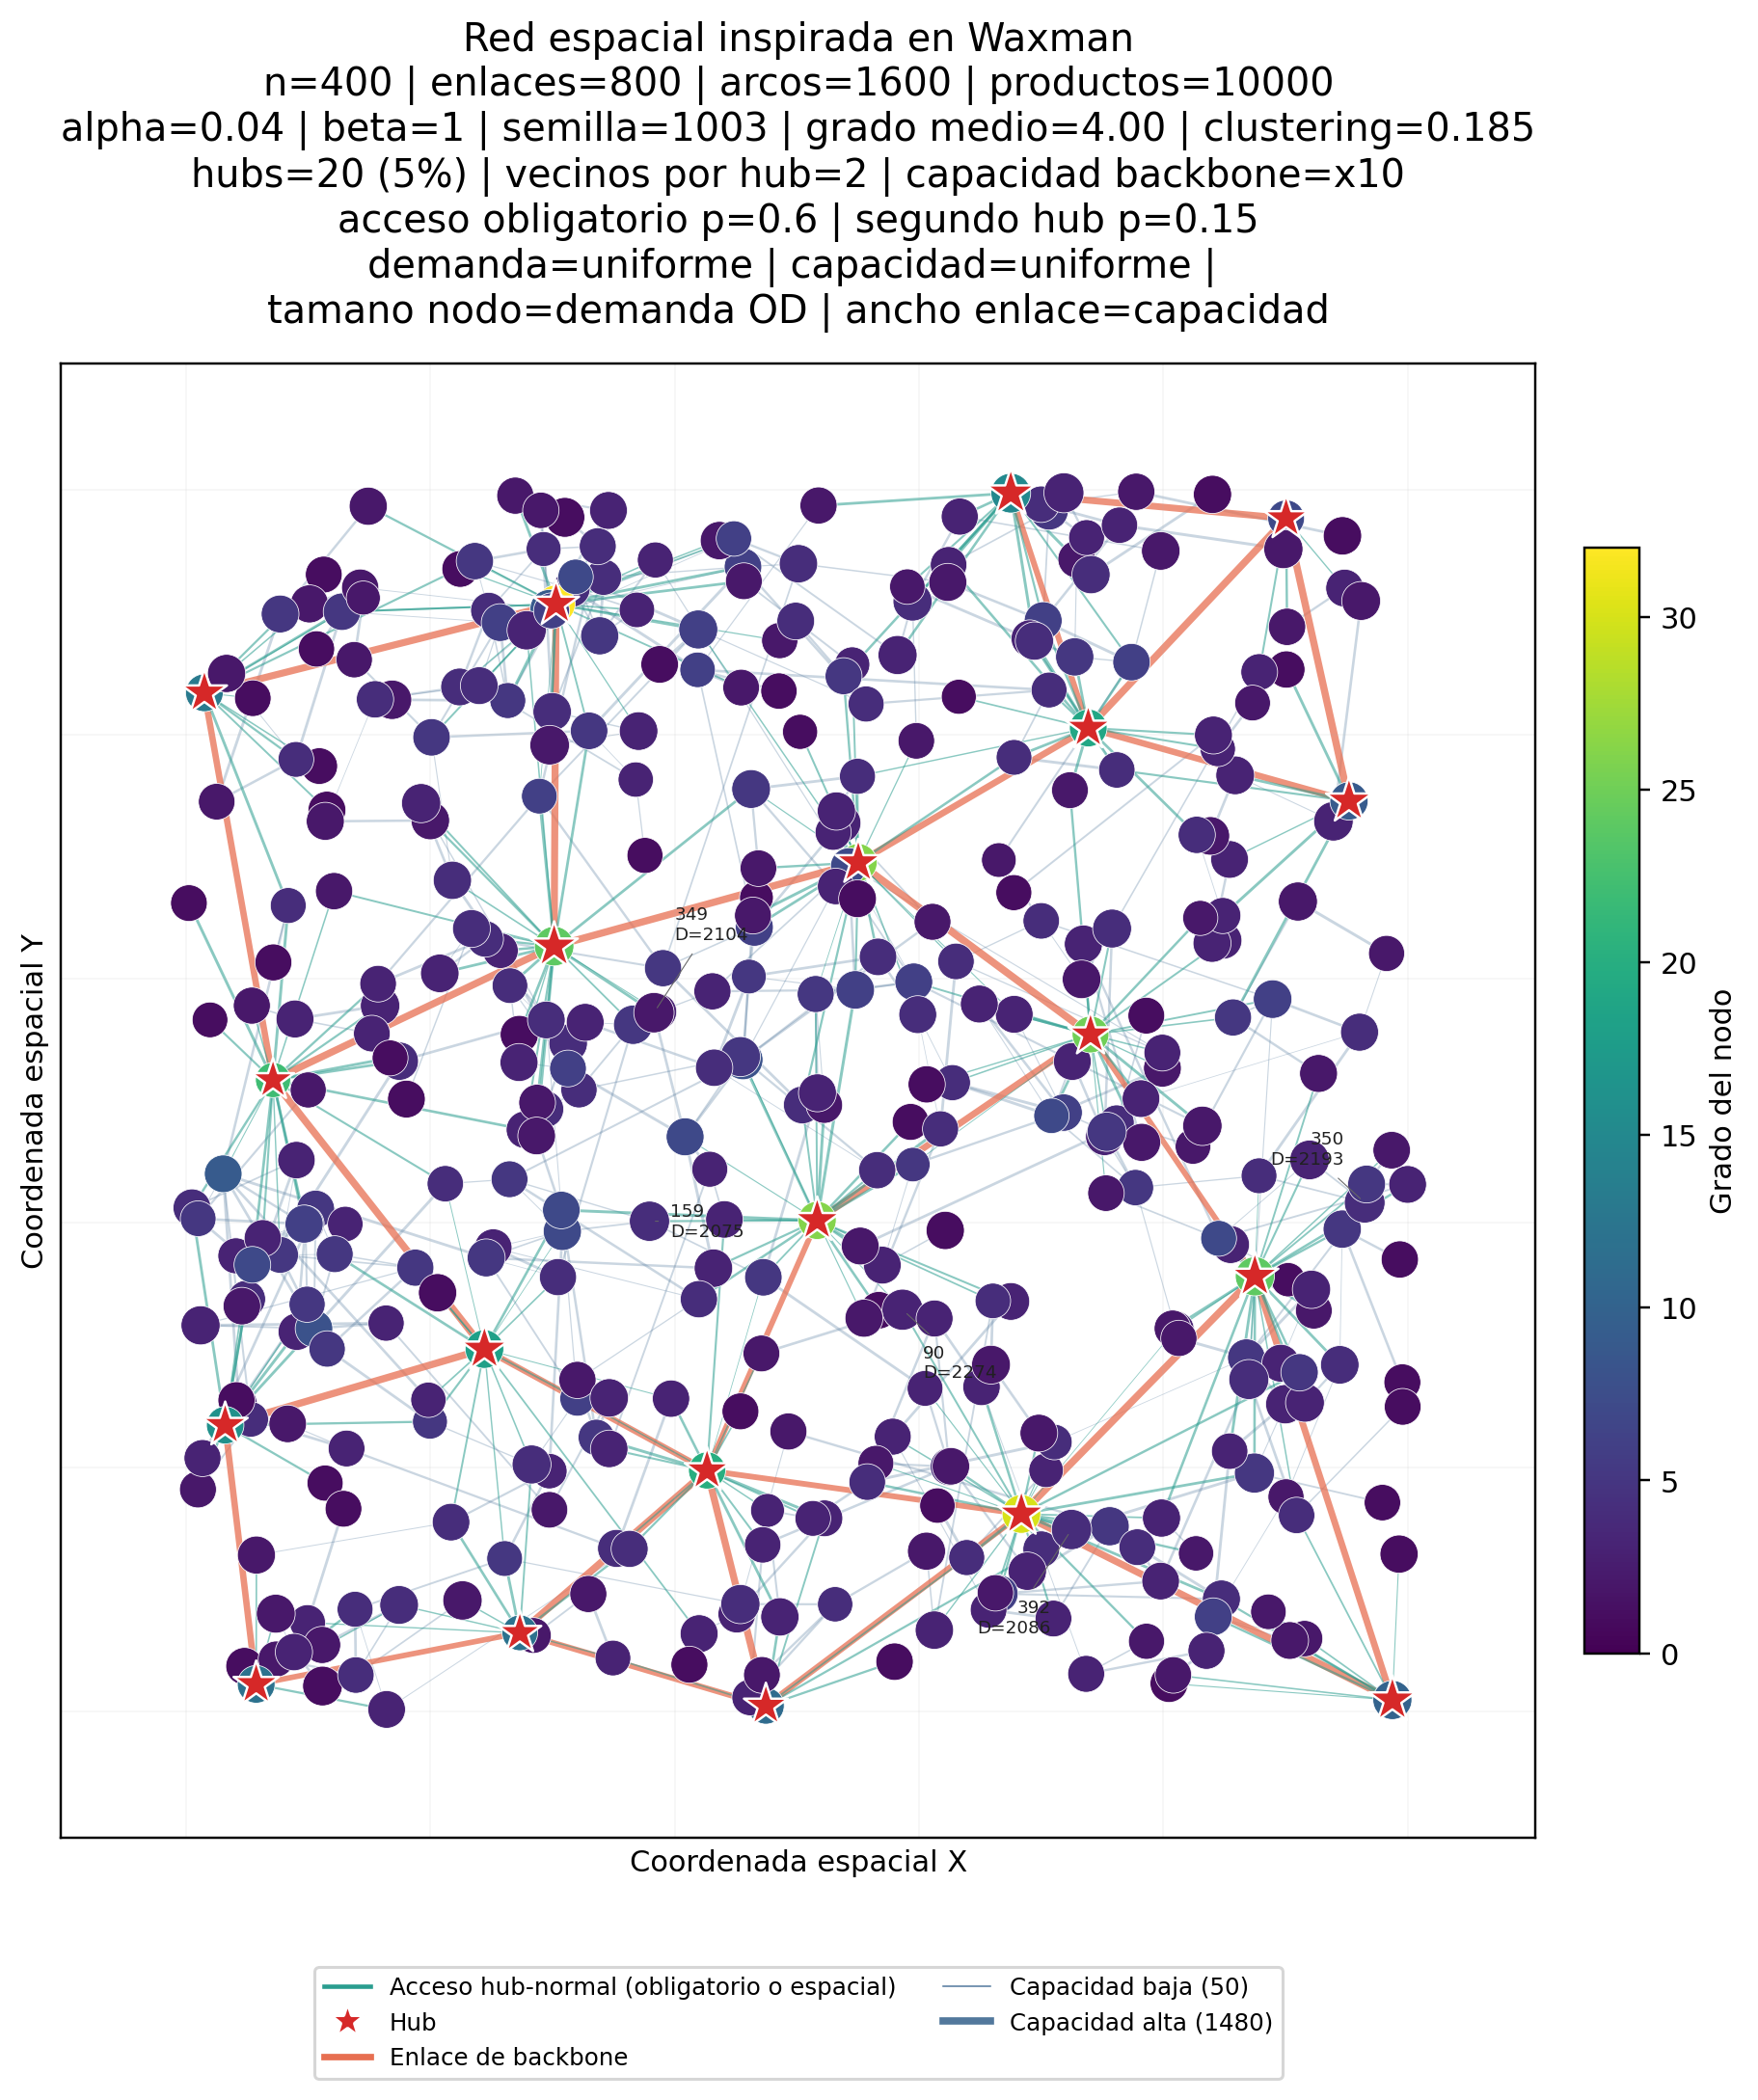 Red espacial inspirada en Waxman
n=400 | enlaces=800 | arcos=1600 | productos=10000
alpha=0.04 | beta=1 | semilla=1003 | grado medio=4.00 | clustering=0.185
hubs=20 (5%) | vecinos por hub=2 | capacidad backbone=x10
acceso obligatorio p=0.6 | segundo hub p=0.15
demanda=uniforme | capacidad=uniforme |
tamano nodo=demanda OD | ancho enlace=capacidad
349
D=2104
350
D=2193
159
D=2075
90
D=2274
392
D=2086
Coordenada espacial Y
Coordenada espacial X
30
25
20
15
10
5
0
Grado del nodo
Acceso hub-normal (obligatorio o espacial)
Hub
Enlace de backbone
Capacidad baja (50)
Capacidad alta (1480)